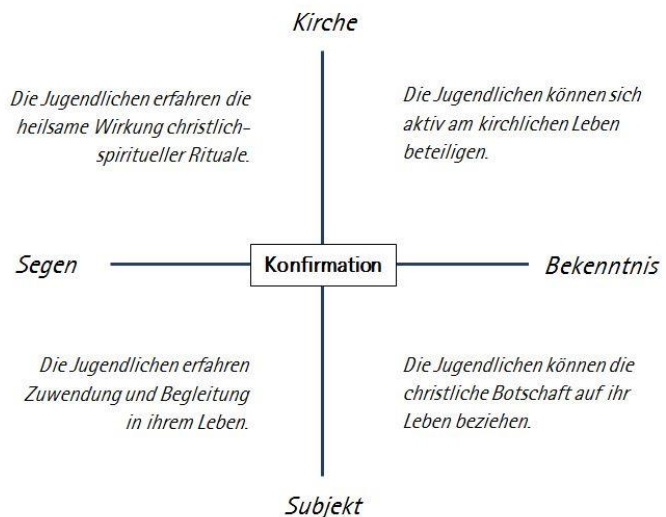 Kirche
Die Jugendlichen erfahren die
heilsame Wirkung christlich-
spiritueller Rituale.
Die Jugendlichen können sich
aktiv am kirchlichen Leben
beteiligen.
Segen
Konfirmation
Bekenntnis
Die Jugendlichen erfahren
Zuwendung und Begleitung
in ihrem Leben.
Die Jugendlichen können die
christliche Botschaft auf ihr
Leben beziehen.
Subjekt